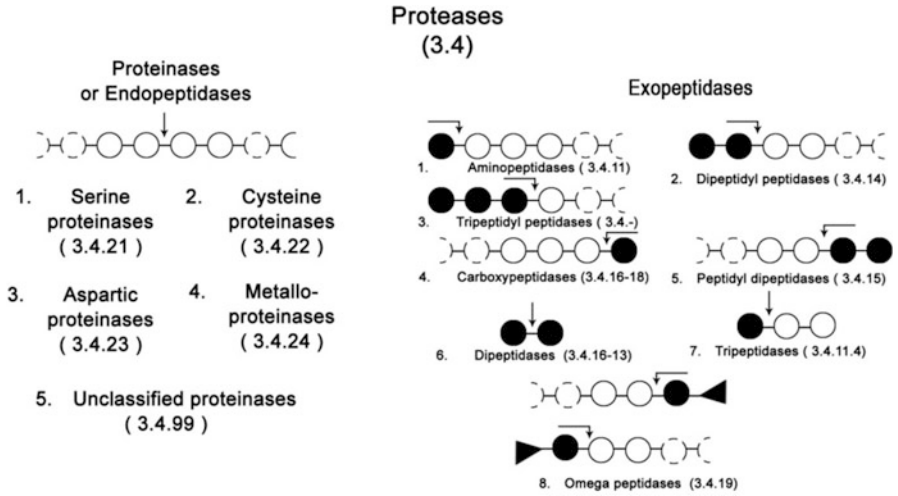 Proteases
(3.4)
Proteinases
or Endopeptidases
1. Serine
proteinases
( 3.4.21 )
2. Cysteine
proteinases
( 3.4.22 )
3. Aspartic
proteinases
( 3.4.23 )
4. Metallo-
proteinases
( 3.4.24 )
5. Unclassified proteinases
( 3.4.99 )
Exopeptidases
1. Aminopeptidases (3.4.11)
2. Dipeptidyl peptidases ( 3.4.14)
3. Tripeptidyl peptidases (3.4.-)
4. Carboxypeptidases (3.4.16-18)
5. Peptidyl dipeptidases ( 3.4.15)
6. Dipeptidases (3.4.16-13)
7. Tripeptidases ( 3.4.11.4)
8. Omega peptidases (3.4.19)